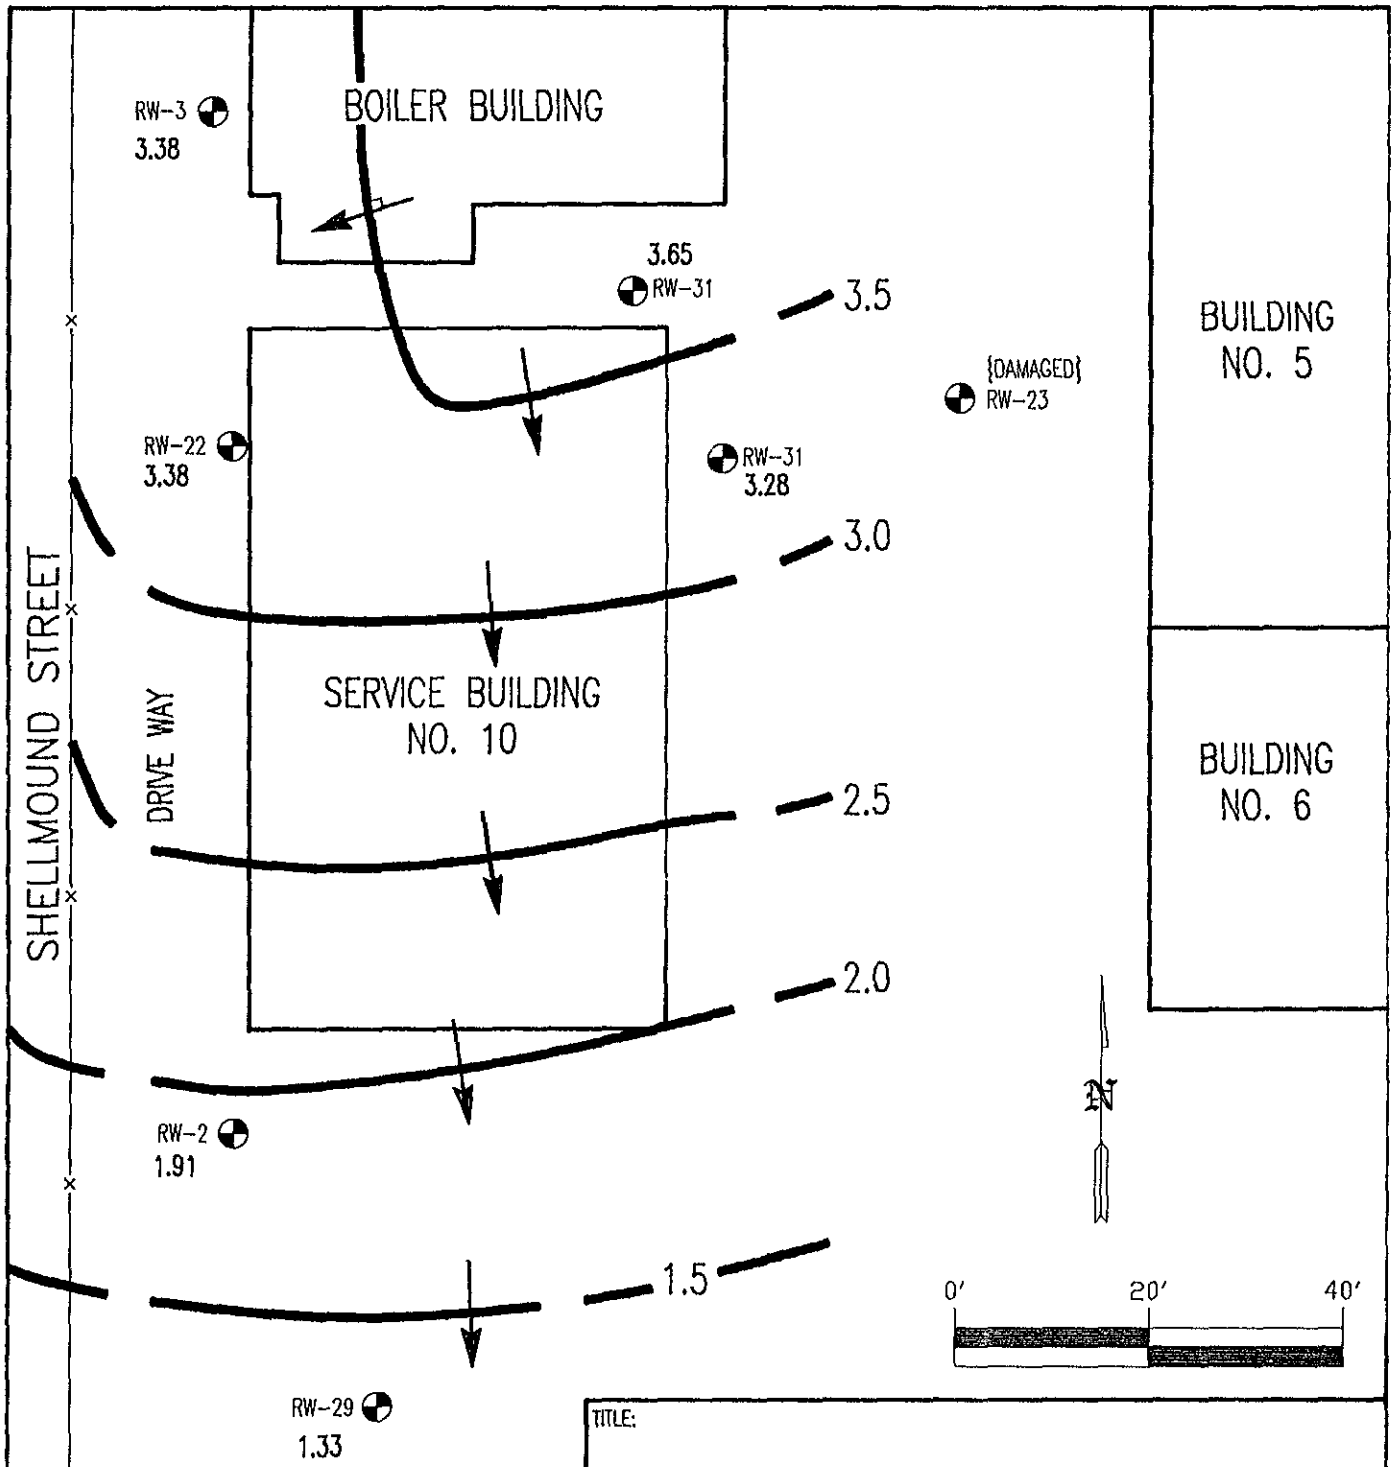 BOILER BUILDING
RW-3
3.38
3.65
RW-31
3.5
BUILDING
NO. 5
{DAMAGED}
RW-23
RW-22
3.38
RW-31
3.28
3.0
SHELLMOUND STREET
DRIVE WAY
SERVICE BUILDING
NO. 10
BUILDING
NO. 6
2.5
2.0
N
RW-2
1.91
1.5
0' 20' 40'
RW-29
1.33
TITLE: